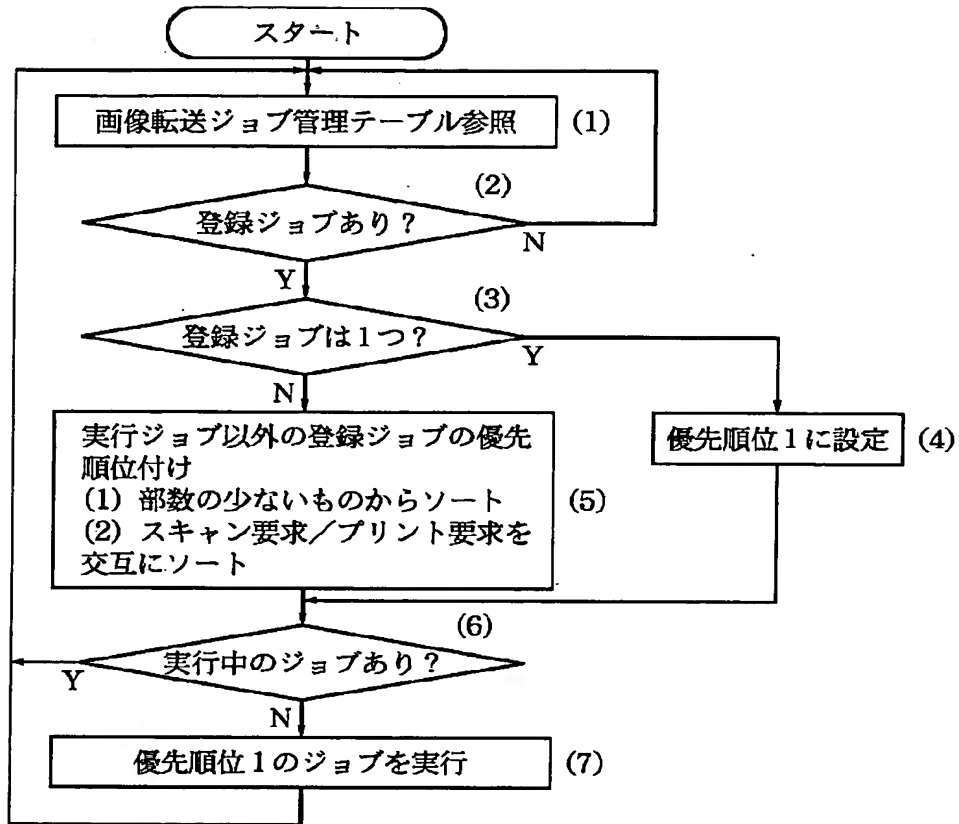 スタート
画像転送ジョブ管理テーブル参照 (1)
(2)
登録ジョブあり?
N
Y
(3)
登録ジョブは1つ?
Y
N
実行ジョブ以外の登録ジョブの優先
順位付け
(1) 部数の少ないものからソート
(2) スキャン要求/プリント要求を
交互にソート
(5)
優先順位1に設定 (4)
(6)
実行中のジョブあり?
Y
N
優先順位1のジョブを実行 (7)